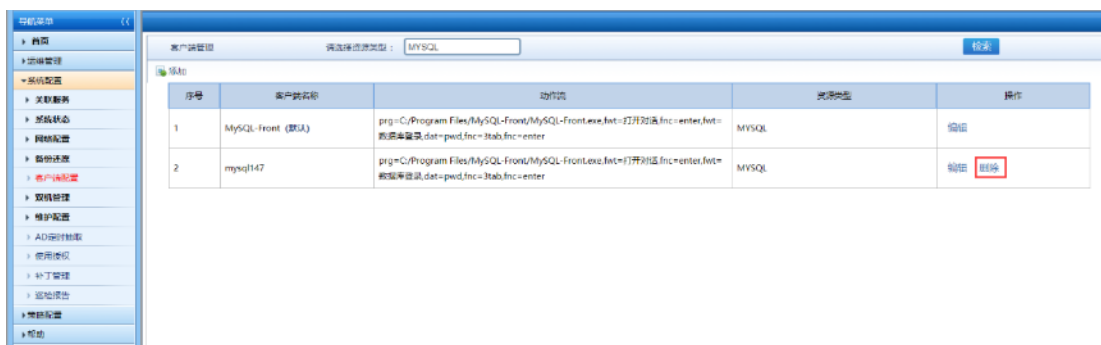 导航菜单
首页
运维管理
系统配置
关联服务
系统状态
网络配置
备份还原
客户端配置
双机管理
维护配置
AD定时抽取
使用授权
补丁管理
巡检报告
策略配置
帮助
客户端管理 请选择资源类型： MYSQL 检索
添加
序号 客户端名称 动作流 资源类型 操作
1 MySQL-Front (默认) prg=C:/Program Files/MySQL-Front/MySQL-Front.exe,fwt=打开对话,fnc=enter,fwt=
数据库登录,dat=pwd,fnc=3tab,fnc=enter MYSQL 编辑
2 mysql147 prg=C:/Program Files/MySQL-Front/MySQL-Front.exe,fwt=打开对话,fnc=enter,fwt=
数据库登录,dat=pwd,fnc=3tab,fnc=enter MYSQL 编辑 删除